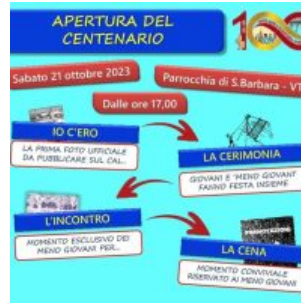 APERTURA DEL
CENTENARIO
100
Sabato 21 ottobre 2023
Parrocchia di S.Barbara - VT
Dalle ore 17,00
IO C'ERO
LA PRIMA FOTO UFFICIALE
DA PUBBLICARE SUL CAL..
LA CERIMONIA
GIOVANI E "MENO GIOVANI"
FANNO FESTA INSIEME
L'INCONTRO
MOMENTO ESCLUSIVO DEI
MENO GIOVANI PER...
LA CENA
MOMENTO CONVIVIALE
RISERVATO AI MENO GIOVANI